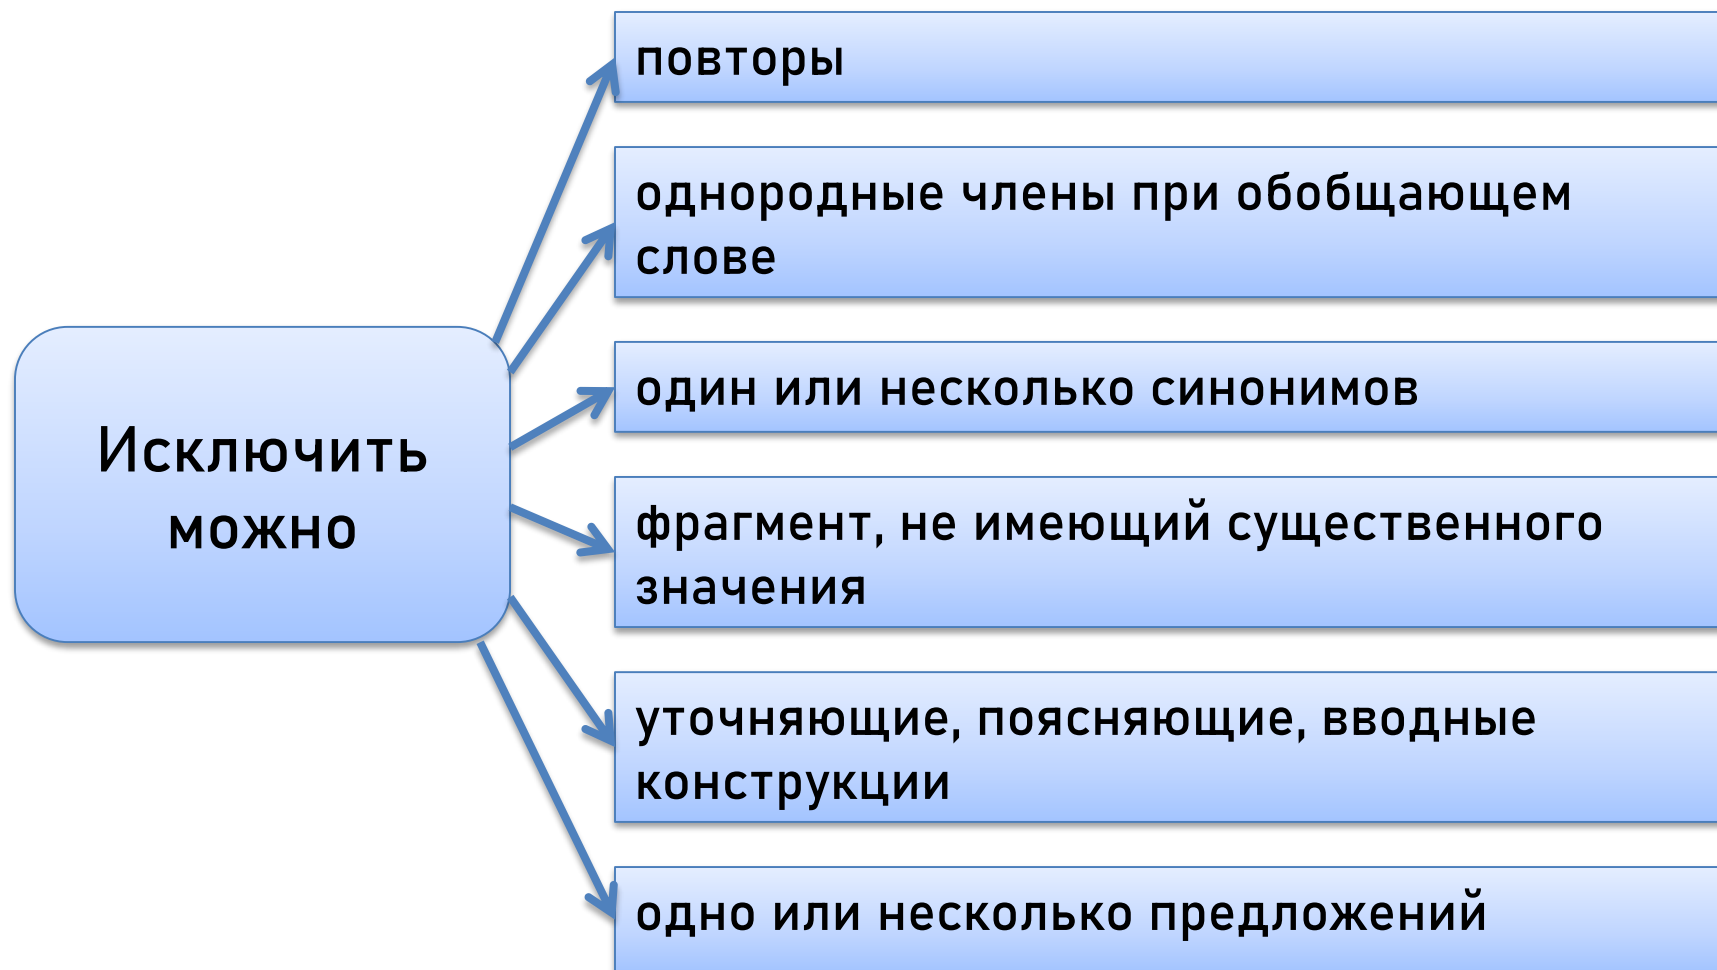 повторы
однородные члены при обобщающем
слове
один или несколько синонимов
Исключить
можно
фрагмент, не имеющий существенного
значения
уточняющие, поясняющие, вводные
конструкции
одно или несколько предложений